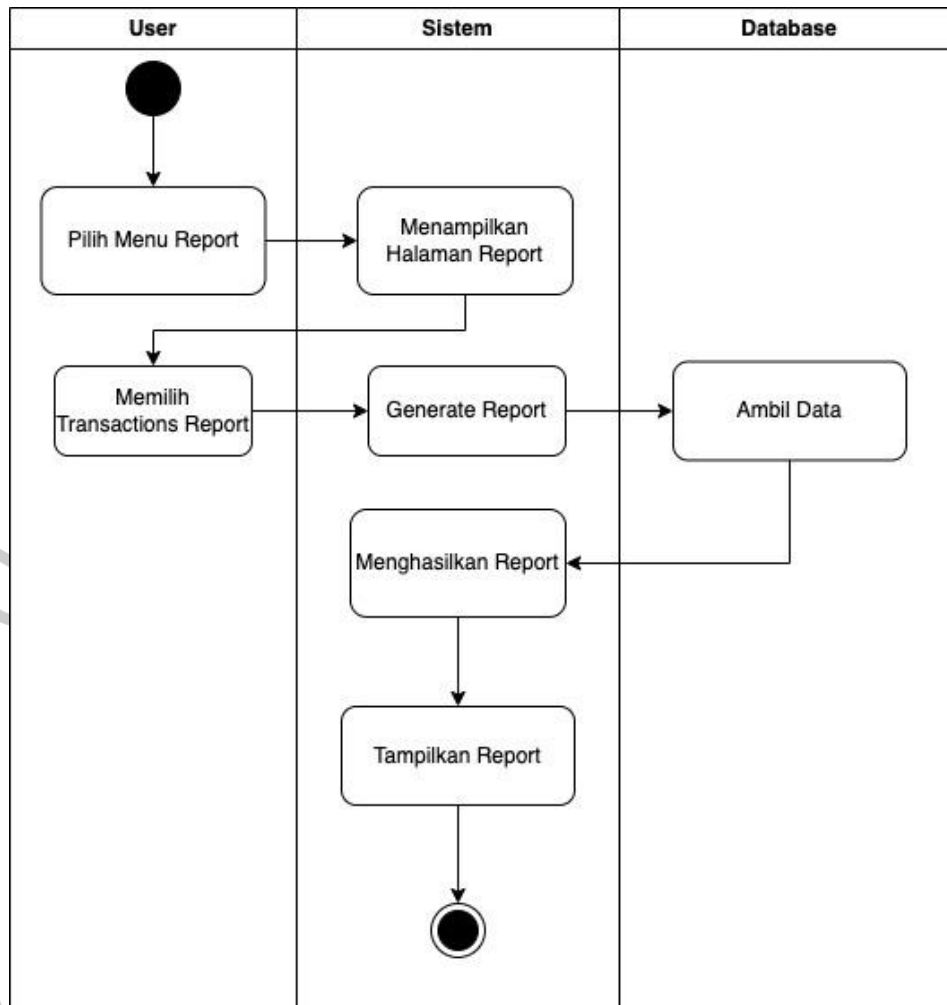 User
Sistem
Database
Pilih Menu Report
Menampilkan
Halaman Report
Memilih
Transactions Report
Generate Report
Ambil Data
Menghasilkan Report
Tampilkan Report